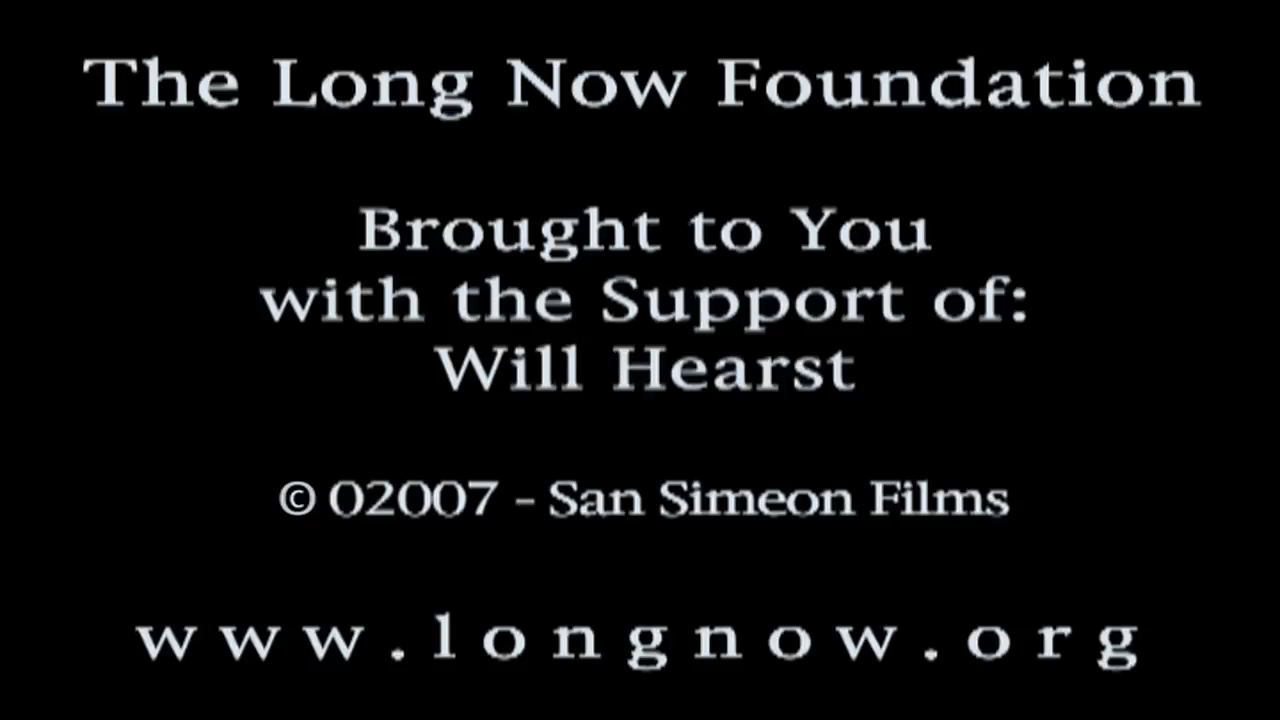 The Long Now Foundation
Brought to You
with the Support of:
Will Hearst
© 02007 - San Simeon Films
www.longnow.org